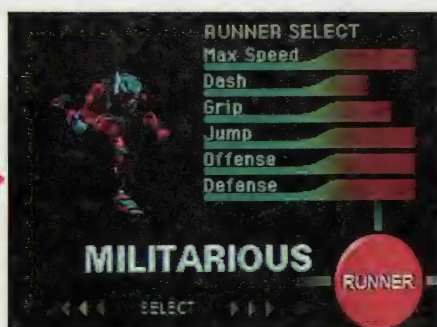 RUNNER SELECT
Max Speed
Dash
Grip
Jump
Offense
Defense
MILITARIOUS
RUNNER
SELECT